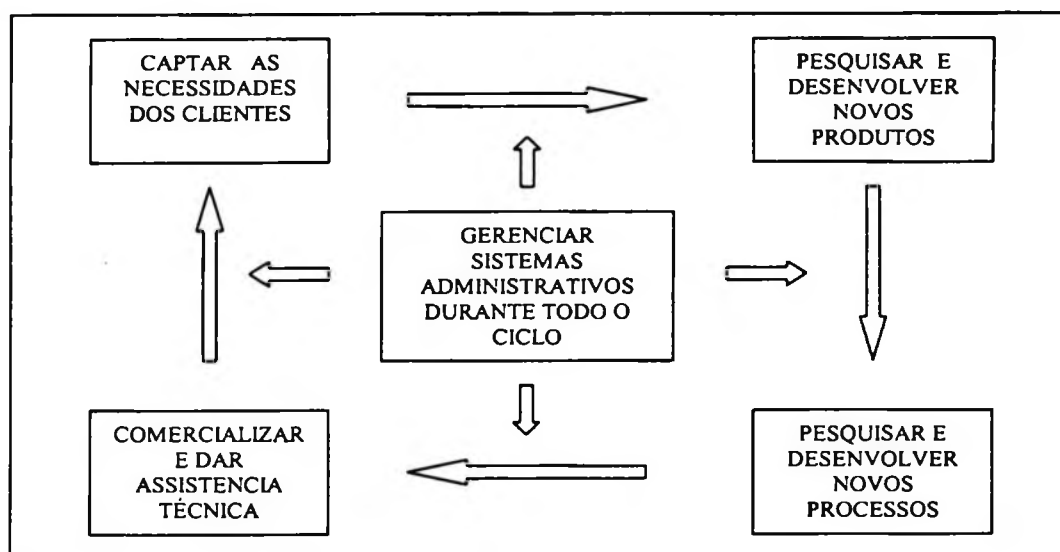 CAPTAR AS
NECESSIDADES
DOS CLIENTES
PESQUISAR E
DESENVOLVER
NOVOS
PRODUTOS
GERENCIAR
SISTEMAS
ADMINISTRATIVOS
DURANTE TODO O
CICLO
COMERCIALIZAR
E DAR
ASSISTENCIA
TÉCNICA
PESQUISAR E
DESENVOLVER
NOVOS
PROCESSOS